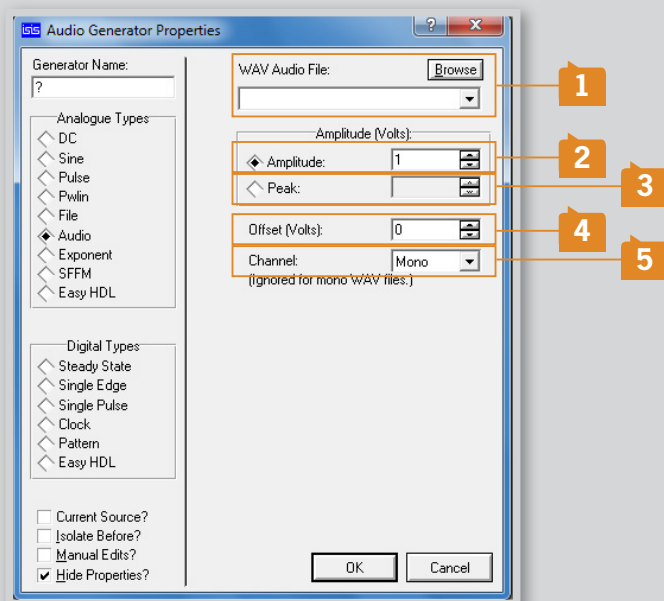 isis Audio Generator Properties
?
Generator Name:
?
Analogue Types
DC
Sine
Pulse
Pwlin
File
Audio
Exponent
SFFM
Easy HDL
Digital Types
Steady State
Single Edge
Single Pulse
Clock
Pattern
Easy HDL
Current Source?
Isolate Before?
Manual Edits?
Hide Properties?
WAV Audio File:
Browse
1
Amplitude (Volts):
Amplitude: 1
2
Peak:
3
Offset (Volts): 0
4
Channel: Mono
5
(Ignored for mono WAV files.)
OK
Cancel